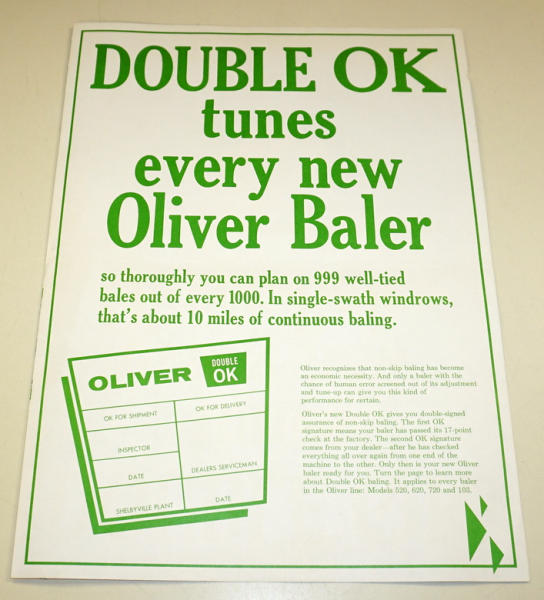 DOUBLE OK
tunes
every new
Oliver Baler
so thoroughly you can plan on 999 well-tied
bales out of every 1000. In single-swath windrows,
that's about 10 miles of continuous baling.
OLIVER
DOUBLE
OK
OK FOR SHIPMENT
OK FOR DELIVERY
INSPECTOR
DATE
DEALERS SERVICEMAN
SHELBYVILLE PLANT
DATE
Oliver recognizes that non-skip baling has become
an economic necessity. And only a baler with the
chance of human error screened out of its adjustment
and tune-up can give you this kind of
performance for certain.
Oliver's new Double OK gives you double-signed
assurance of non-skip baling. The first OK
signature means your baler has passed its 17-point
check at the factory. The second OK signature
comes from your dealer—after he has checked
everything all over again from one end of the
machine to the other. Only then is your new Oliver
baler ready for you. Turn the page to learn more
about Double OK baling. It applies to every baler
in the Oliver line: Models 520, 620, 720 and 103.